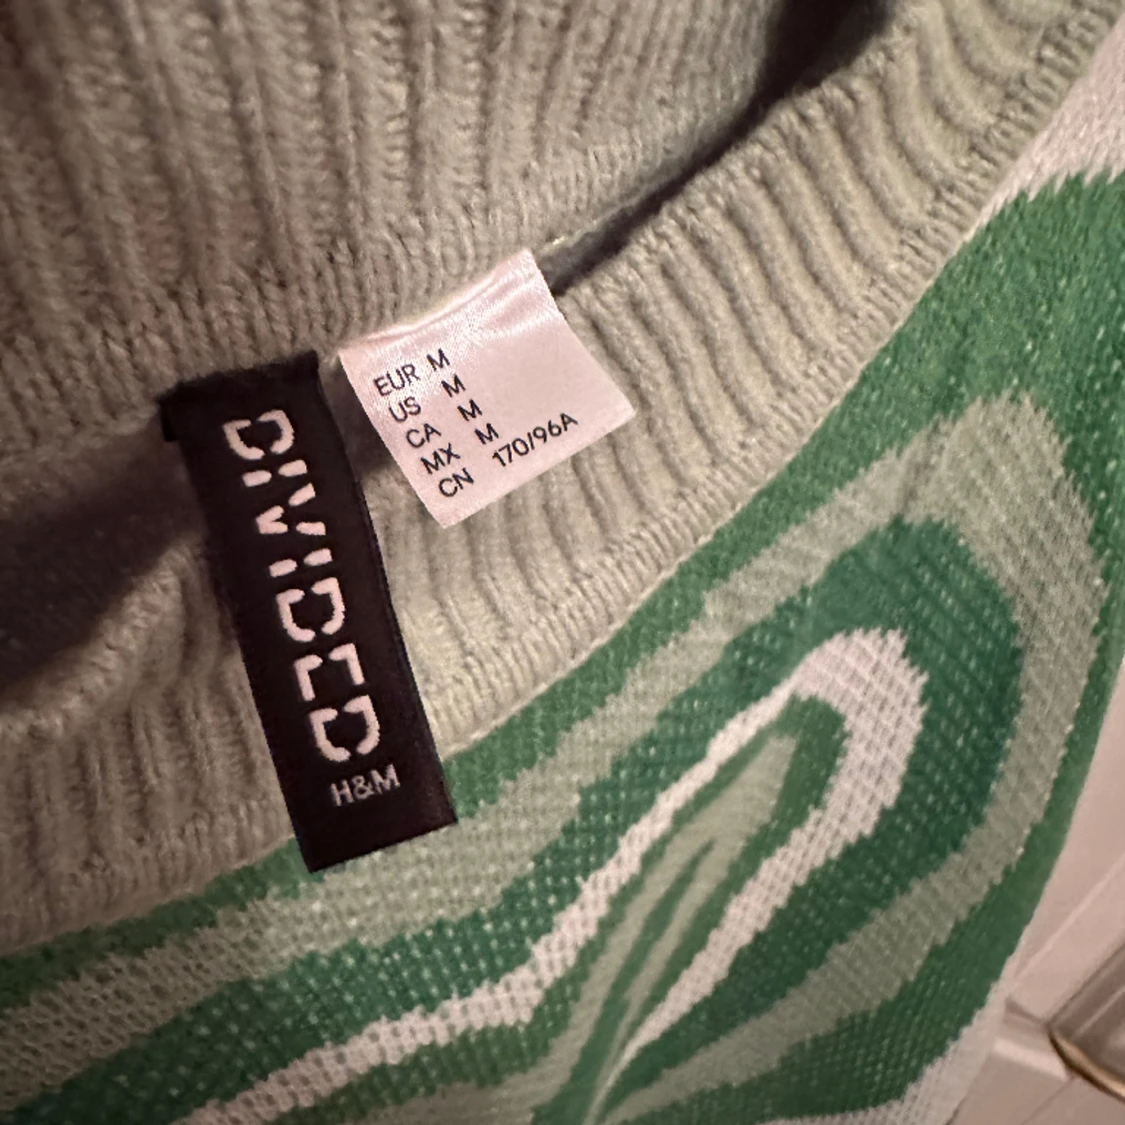 DIVIDED
H&M
EUR M
US M
CA M
MX M
CN 170/96A